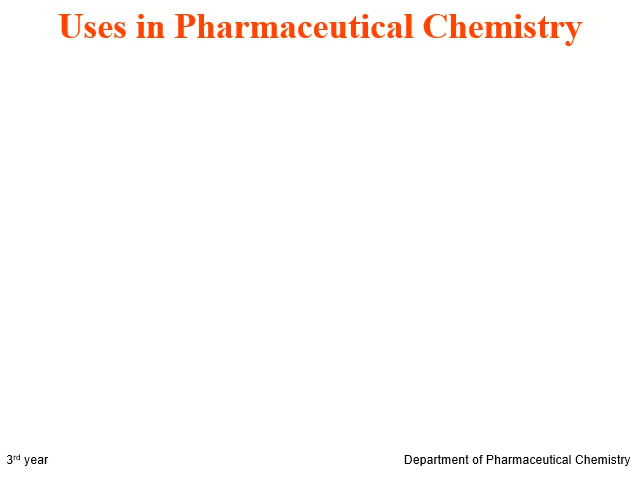 Uses in Pharmaceutical Chemistry
3rd year
Department of Pharmaceutical Chemistry